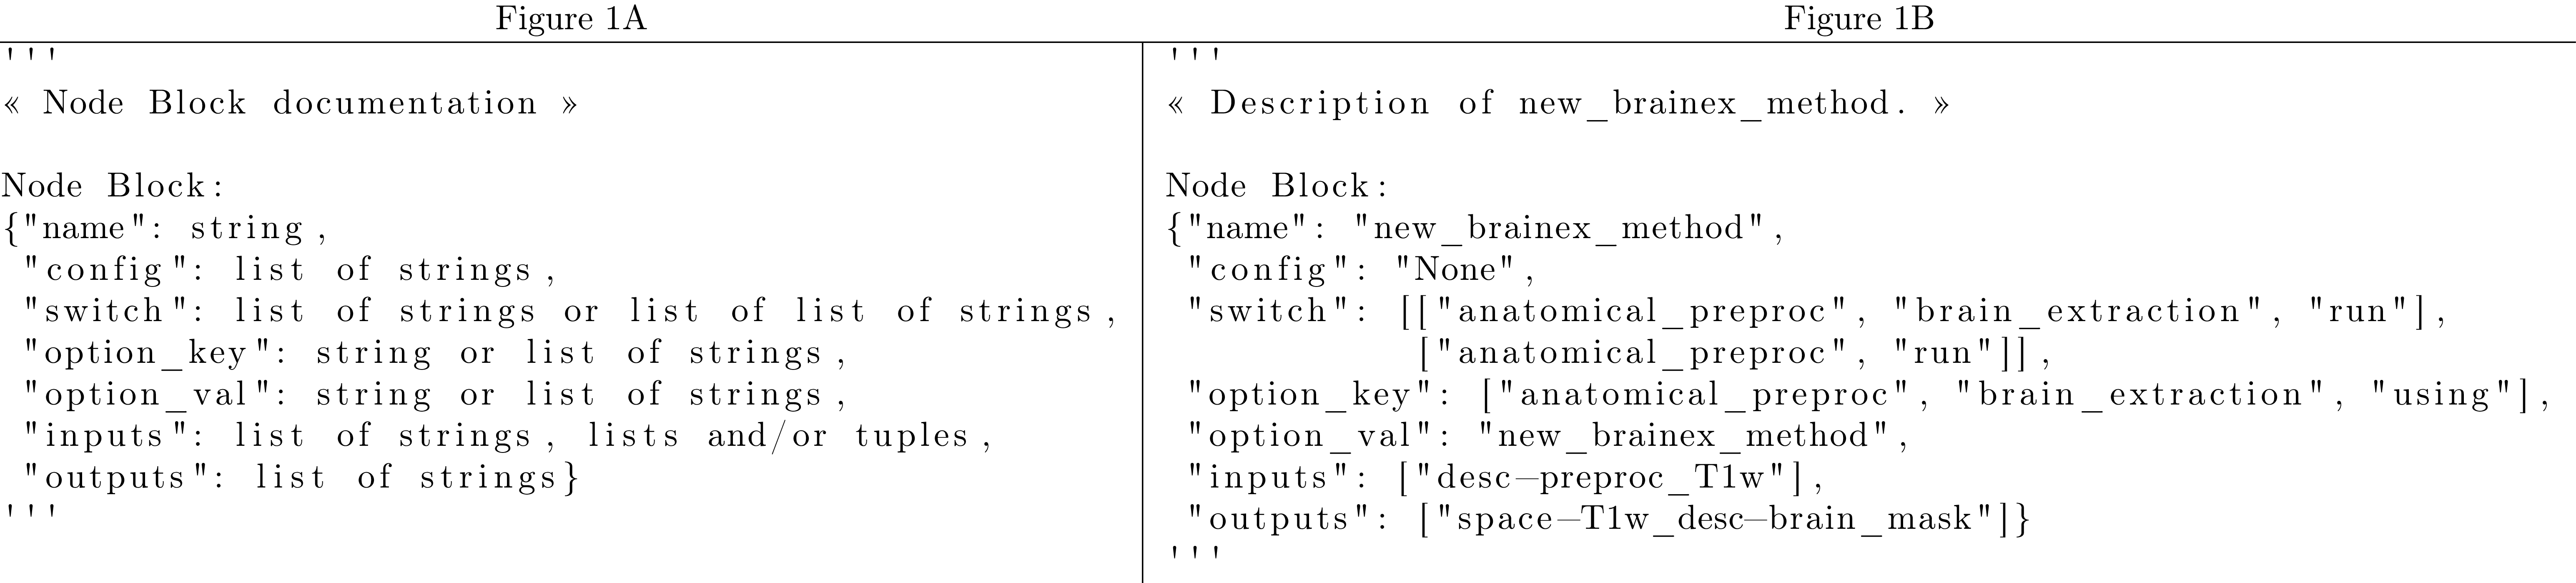 Figure 1A
'''
« Node Block documentation »
Node Block:
{"name": string,
"config": list of strings,
"switch": list of strings or list of list of strings,
"option_key": string or list of strings,
"option_val": string or list of strings,
"inputs": list of strings, lists and/or tuples,
"outputs": list of strings}
'''
Figure 1B
'''
« Description of new_brainex_method. »
Node Block:
{"name": "new_brainex_method",
"config": "None",
"switch": [["anatomical_preproc", "brain_extraction", "run"],
["anatomical_preproc", "run"]],
"option_key": ["anatomical_preproc", "brain_extraction", "using"],
"option_val": "new_brainex_method",
"inputs": ["desc−preproc_T1w"],
"outputs": ["space−T1w_desc−brain_mask"]}
'''